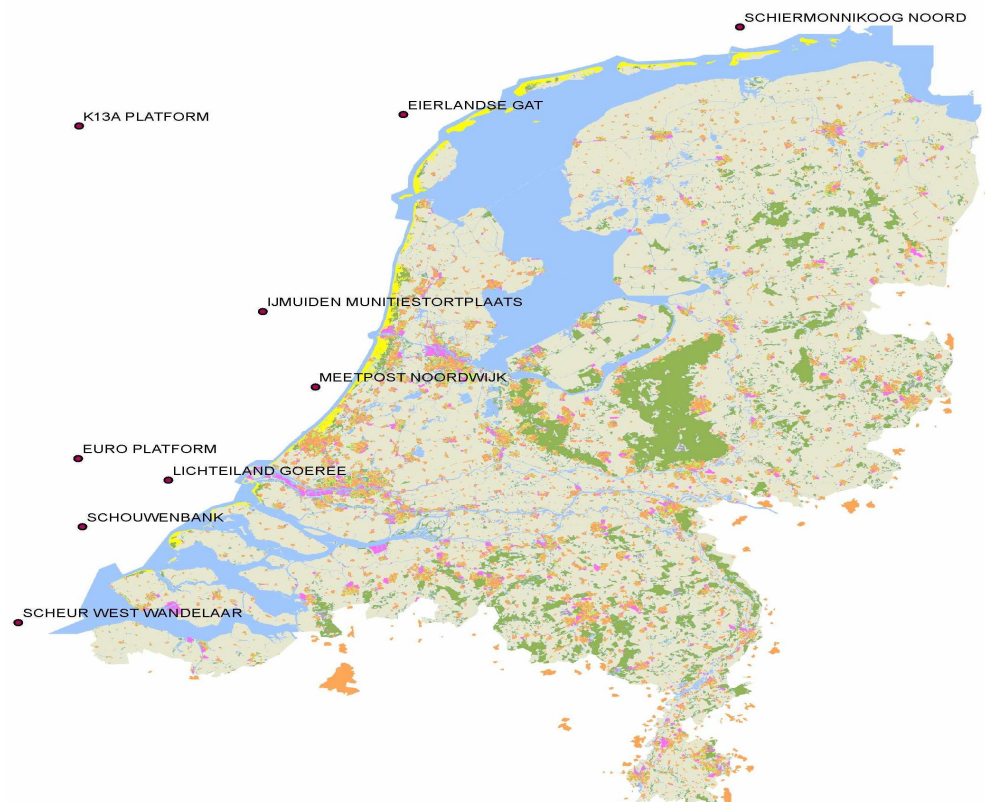 SCHIERMONNIKOOG NOORD
EIERLANDSE GAT
K13A PLATFORM
IJMUIDEN MUNITIESTORTPLAATS
MEETPOST NOORDWIJK
EURO PLATFORM
LICHTEILAND GOEREE
SCHOUWENBANK
SCHEUR WEST WANDELAAR